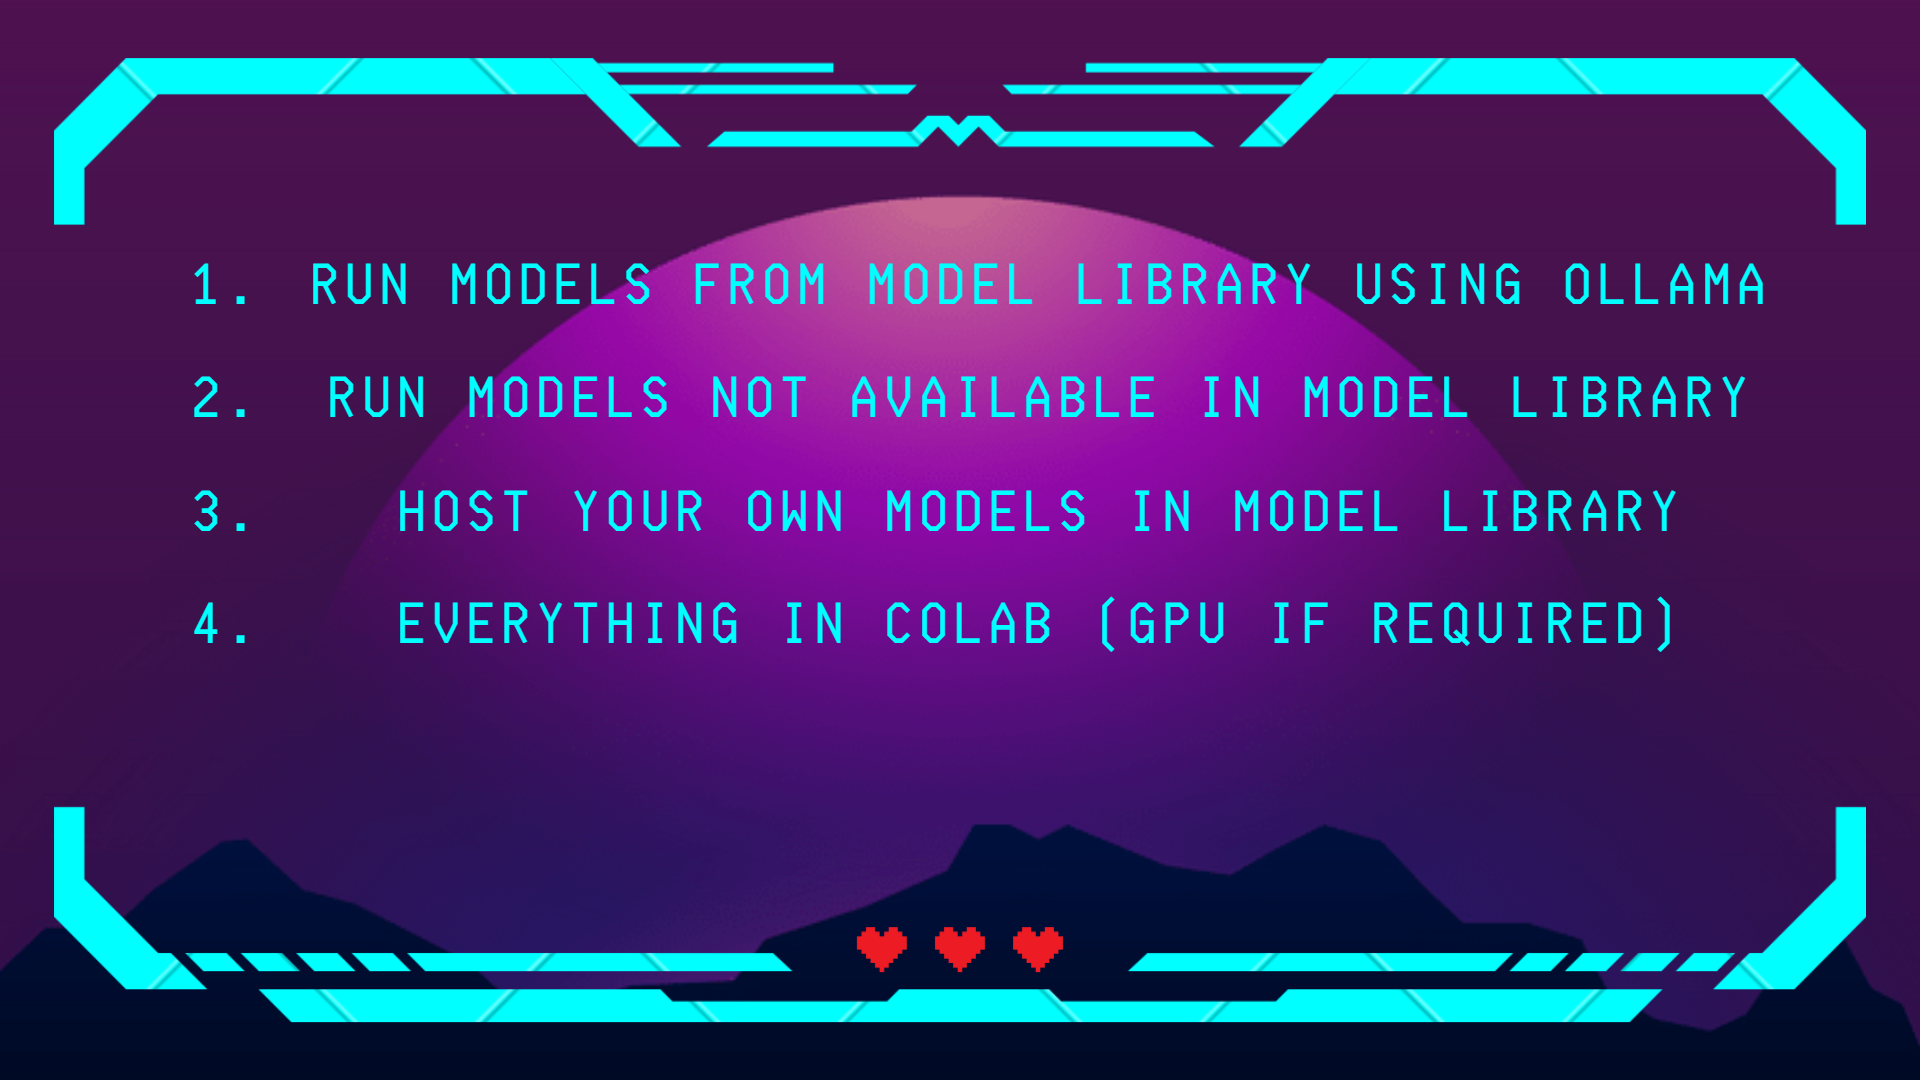 1. RUN MODELS FROM MODEL LIBRARY USING OLLAMA
2. RUN MODELS NOT AVAILABLE IN MODEL LIBRARY
3. HOST YOUR OWN MODELS IN MODEL LIBRARY
4. EVERYTHING IN COLAB (GPU IF REQUIRED)